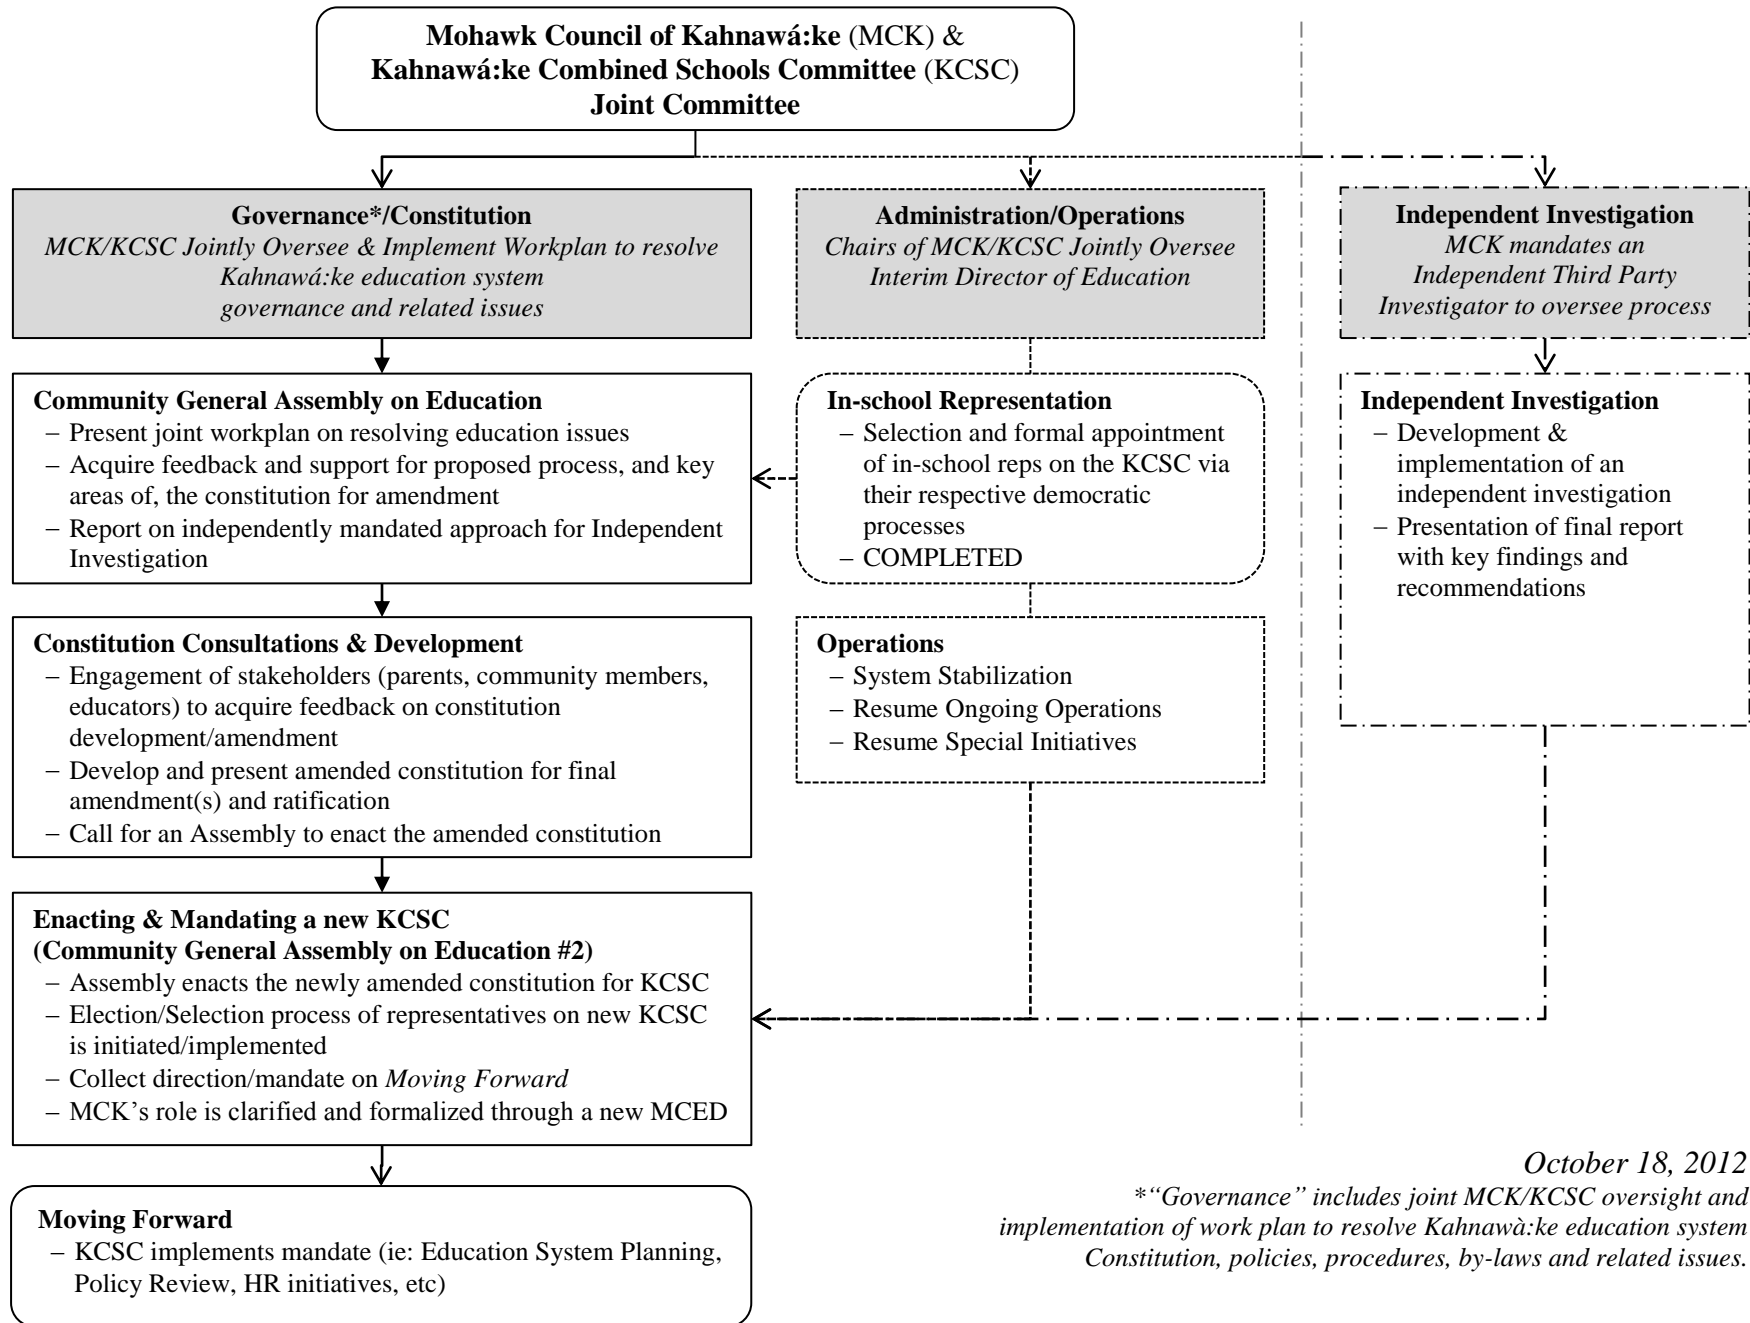 Mohawk Council of Kahnawá:ke (MCK) &
Kahnawá:ke Combined Schools Committee (KCSC)
Joint Committee
Governance*/Constitution
MCK/KCSC Jointly Oversee & Implement Workplan to resolve
Kahnawá:ke education system
governance and related issues
Administration/Operations
Chairs of MCK/KCSC Jointly Oversee
Interim Director of Education
Independent Investigation
MCK mandates an
Independent Third Party
Investigator to oversee process
Community General Assembly on Education
– Present joint workplan on resolving education issues
– Acquire feedback and support for proposed process, and key
areas of, the constitution for amendment
– Report on independently mandated approach for Independent
Investigation
In-school Representation
– Selection and formal appointment
of in-school reps on the KCSC via
their respective democratic
processes
– COMPLETED
Independent Investigation
– Development &
implementation of an
independent investigation
– Presentation of final report
with key findings and
recommendations
Constitution Consultations & Development
– Engagement of stakeholders (parents, community members,
educators) to acquire feedback on constitution
development/amendment
– Develop and present amended constitution for final
amendment(s) and ratification
– Call for an Assembly to enact the amended constitution
Operations
– System Stabilization
– Resume Ongoing Operations
– Resume Special Initiatives
Enacting & Mandating a new KCSC
(Community General Assembly on Education #2)
– Assembly enacts the newly amended constitution for KCSC
– Election/Selection process of representatives on new KCSC
is initiated/implemented
– Collect direction/mandate on Moving Forward
– MCK’s role is clarified and formalized through a new MCED
Moving Forward
– KCSC implements mandate (ie: Education System Planning,
Policy Review, HR initiatives, etc)
October 18, 2012
*“Governance” includes joint MCK/KCSC oversight and
implementation of work plan to resolve Kahnawà:ke education system
Constitution, policies, procedures, by-laws and related issues.